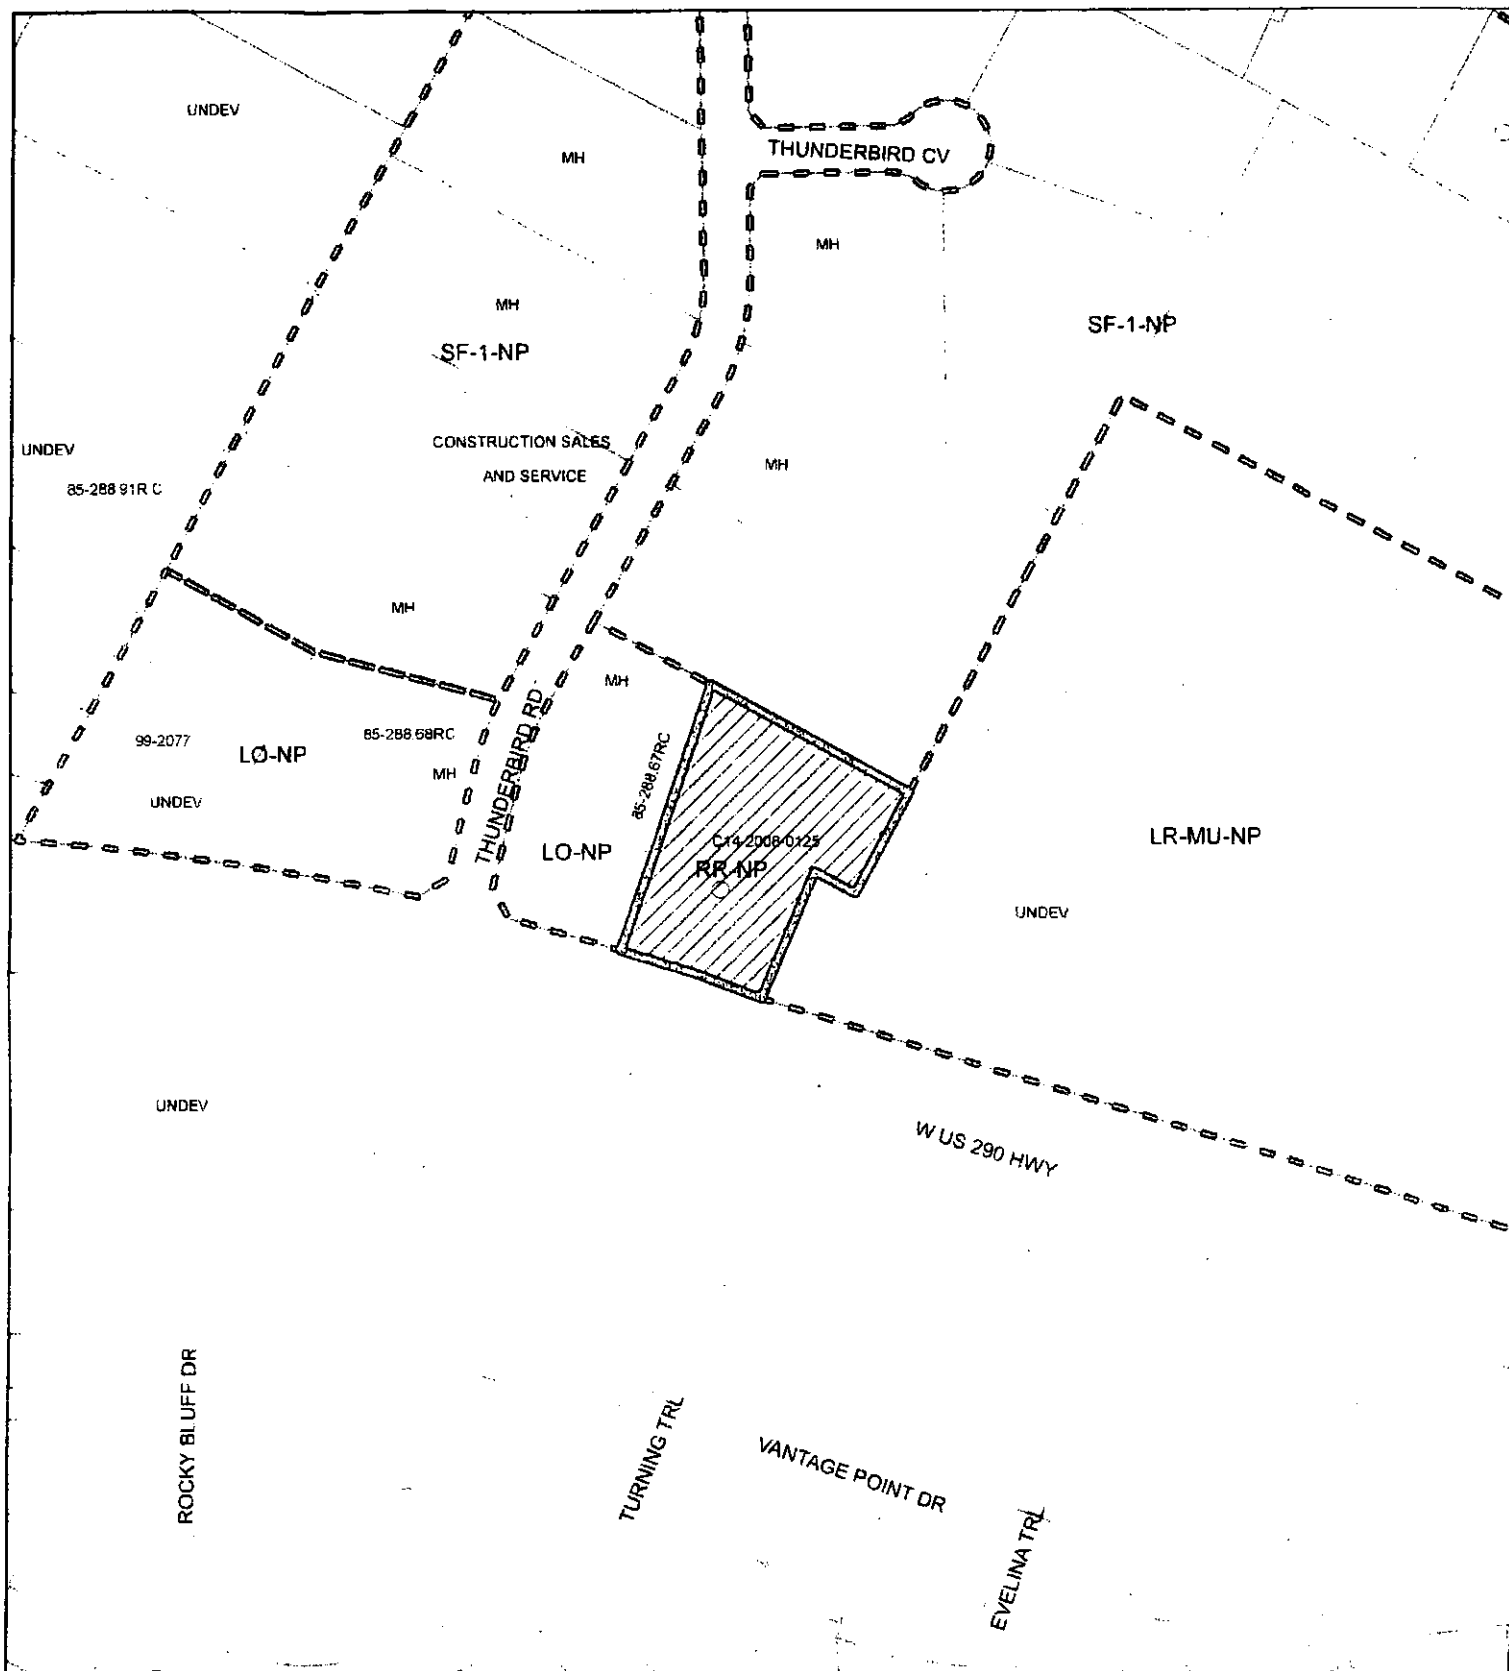 UNDEV
MH
THUNDERBIRD CV
MH
MH
SF-1-NP
SF-1-NP
CONSTRUCTION SALES
AND SERVICE
UNDEV
MH
85-288 91R C
MH
MH
THUNDERBIRD RD
99-2077
LO-NP
85-288.68RC
MH
UNDEV
85-288.67RC
LO-NP
C14-2008-0125
RR-NP
LR-MU-NP
UNDEV
UNDEV
W US 290 HWY
ROCKY BLUFF DR
TURNING TRL
VANTAGE POINT DR
EVELINA TRL